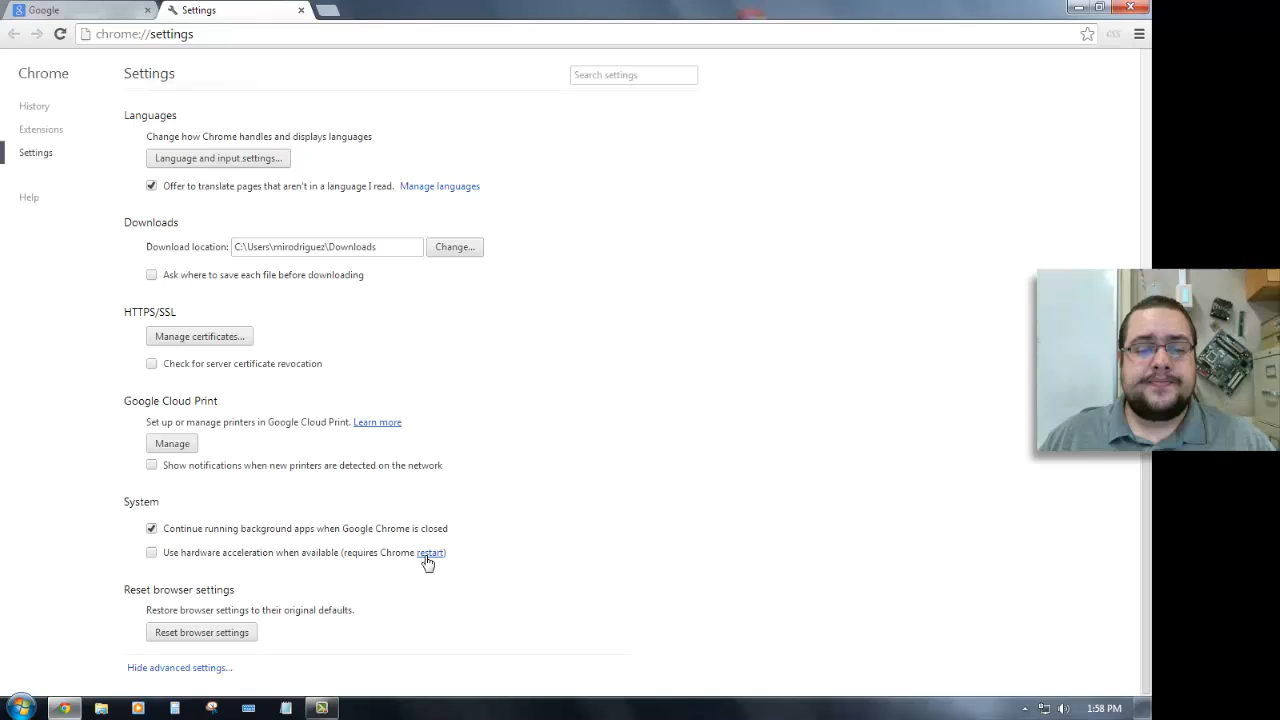 Google
Settings
chrome://settings
CSS
Chrome
History
Extensions
Settings
Help
Settings
Search settings
Languages
Change how Chrome handles and displays languages
Language and input settings...
Offer to translate pages that aren't in a language I read. Manage languages
Downloads
Download location: C:\Users\mirodriguez\Downloads Change...
Ask where to save each file before downloading
HTTPS/SSL
Manage certificates...
Check for server certificate revocation
Google Cloud Print
Set up or manage printers in Google Cloud Print. Learn more
Manage
Show notifications when new printers are detected on the network
System
Continue running background apps when Google Chrome is closed
Use hardware acceleration when available (requires Chrome restart)
Reset browser settings
Restore browser settings to their original defaults.
Reset browser settings
Hide advanced settings...
1:58 PM